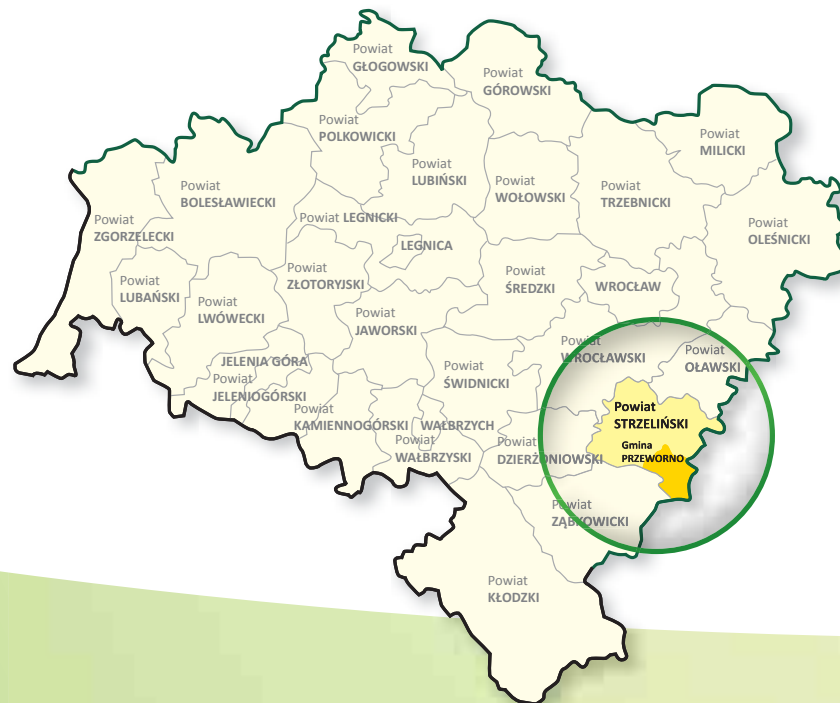 Powiat
GŁOGOWSKI
Powiat
GÓROWSKI
Powiat
POLKOWICKI
Powiat
MILICKI
Powiat
LUBIŃSKI
Powiat
WOŁOWSKI
Powiat
TRZEBNICKI
Powiat
BOLESŁAWIECKI
Powiat
ZGORZELECKI
Powiat LEGNICKI
LEGNICA
Powiat
OLEŚNICKI
Powiat
LUBAŃSKI
Powiat
ZŁOTORYJSKI
Powiat
ŚREDZKI
WROCŁAW
Powiat
LWÓWECKI
Powiat
JAWORSKI
Powiat
WROCŁAWSKI
Powiat
OŁAWSKI
JELENIA GÓRA
Powiat
JELENIOGÓRSKI
Powiat
ŚWIDNICKI
Powiat
KAMIENNOGÓRSKI
WAŁBRZYCH
Powiat
WAŁBRZYSKI
Powiat
DZIERŻONIOWSKI
Powiat
STRZELIŃSKI
Gmina
PRZEWORNO
Powiat
ZĄBKOWICKI
Powiat
KŁODZKI